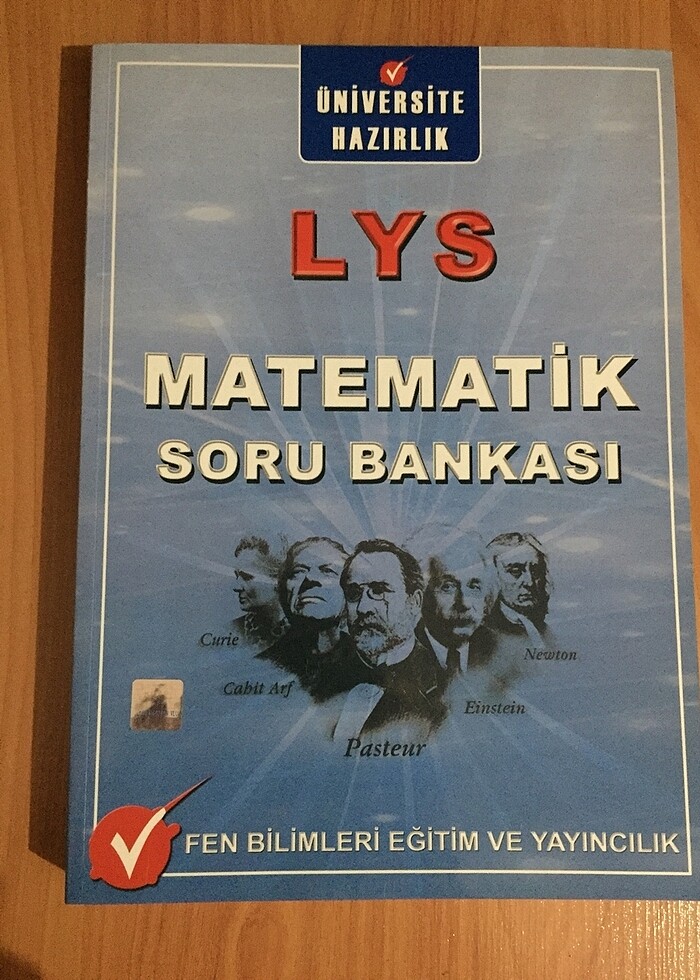 ÜNİVERSİTE
HAZIRLIK
LYS
MATEMATİK
SORU BANKASI
Curie
Newton
Cahit Arf
Einstein
Pasteur
FEN BİLİMLERİ EĞİTİM VE YAYINCILIK